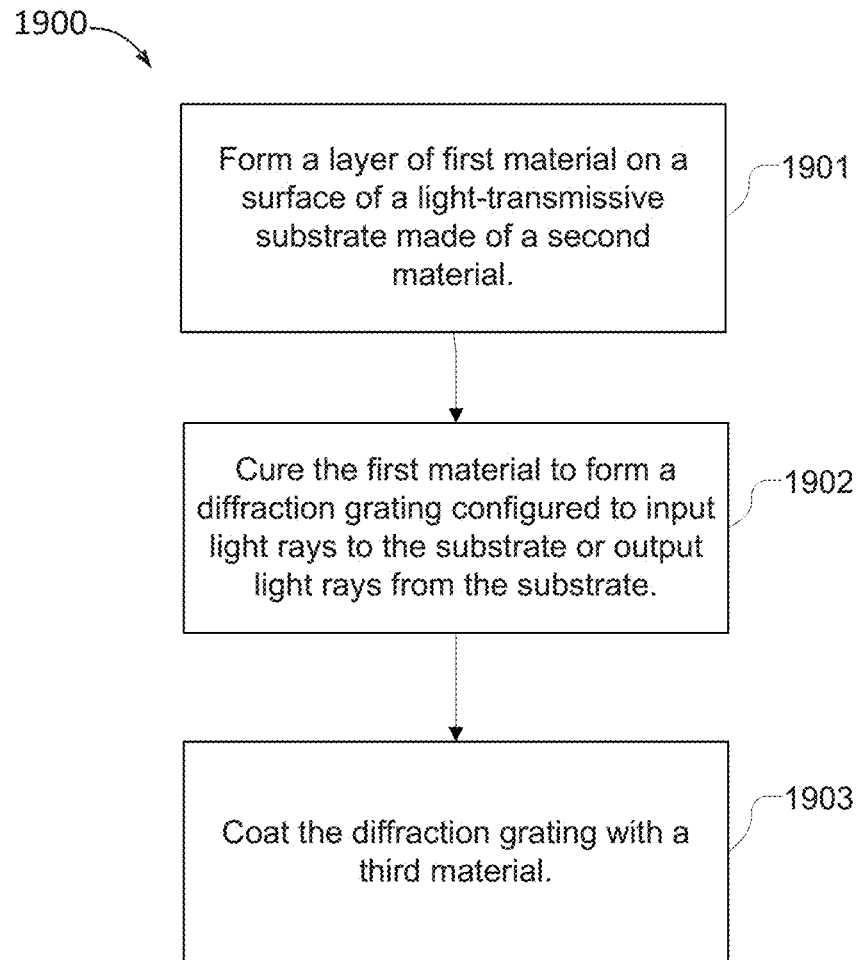 1900
Form a layer of first material on a
surface of a light-transmissive
substrate made of a second
material.
1901
Cure the first material to form a
diffraction grating configured to input
light rays to the substrate or output
light rays from the substrate.
1902
Coat the diffraction grating with a
third material.
1903